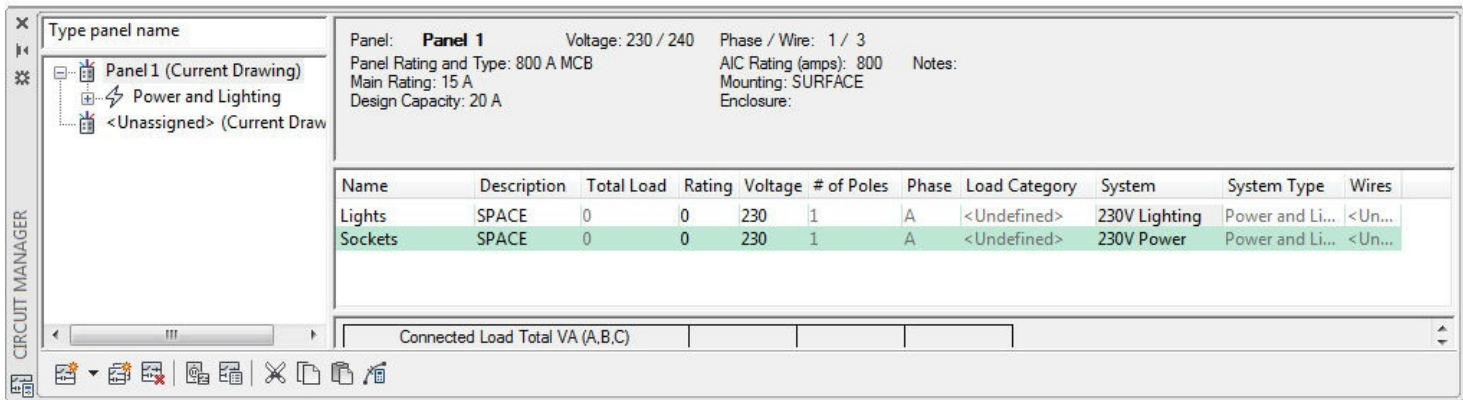 Type panel name
Panel 1 (Current Drawing)
Power and Lighting
<Unassigned> (Current Draw
CIRCUIT MANAGER
Panel: Panel 1 Voltage: 230 / 240 Phase / Wire: 1 / 3
Panel Rating and Type: 800 A MCB AIC Rating (amps): 800 Notes:
Main Rating: 15 A Mounting: SURFACE
Design Capacity: 20 A Enclosure:
Name Description Total Load Rating Voltage # of Poles Phase Load Category System System Type Wires
Lights SPACE 0 0 230 1 A <Undefined> 230V Lighting Power and Li... <Un...
Sockets SPACE 0 0 230 1 A <Undefined> 230V Power Power and Li... <Un...
Connected Load Total VA (A,B,C)